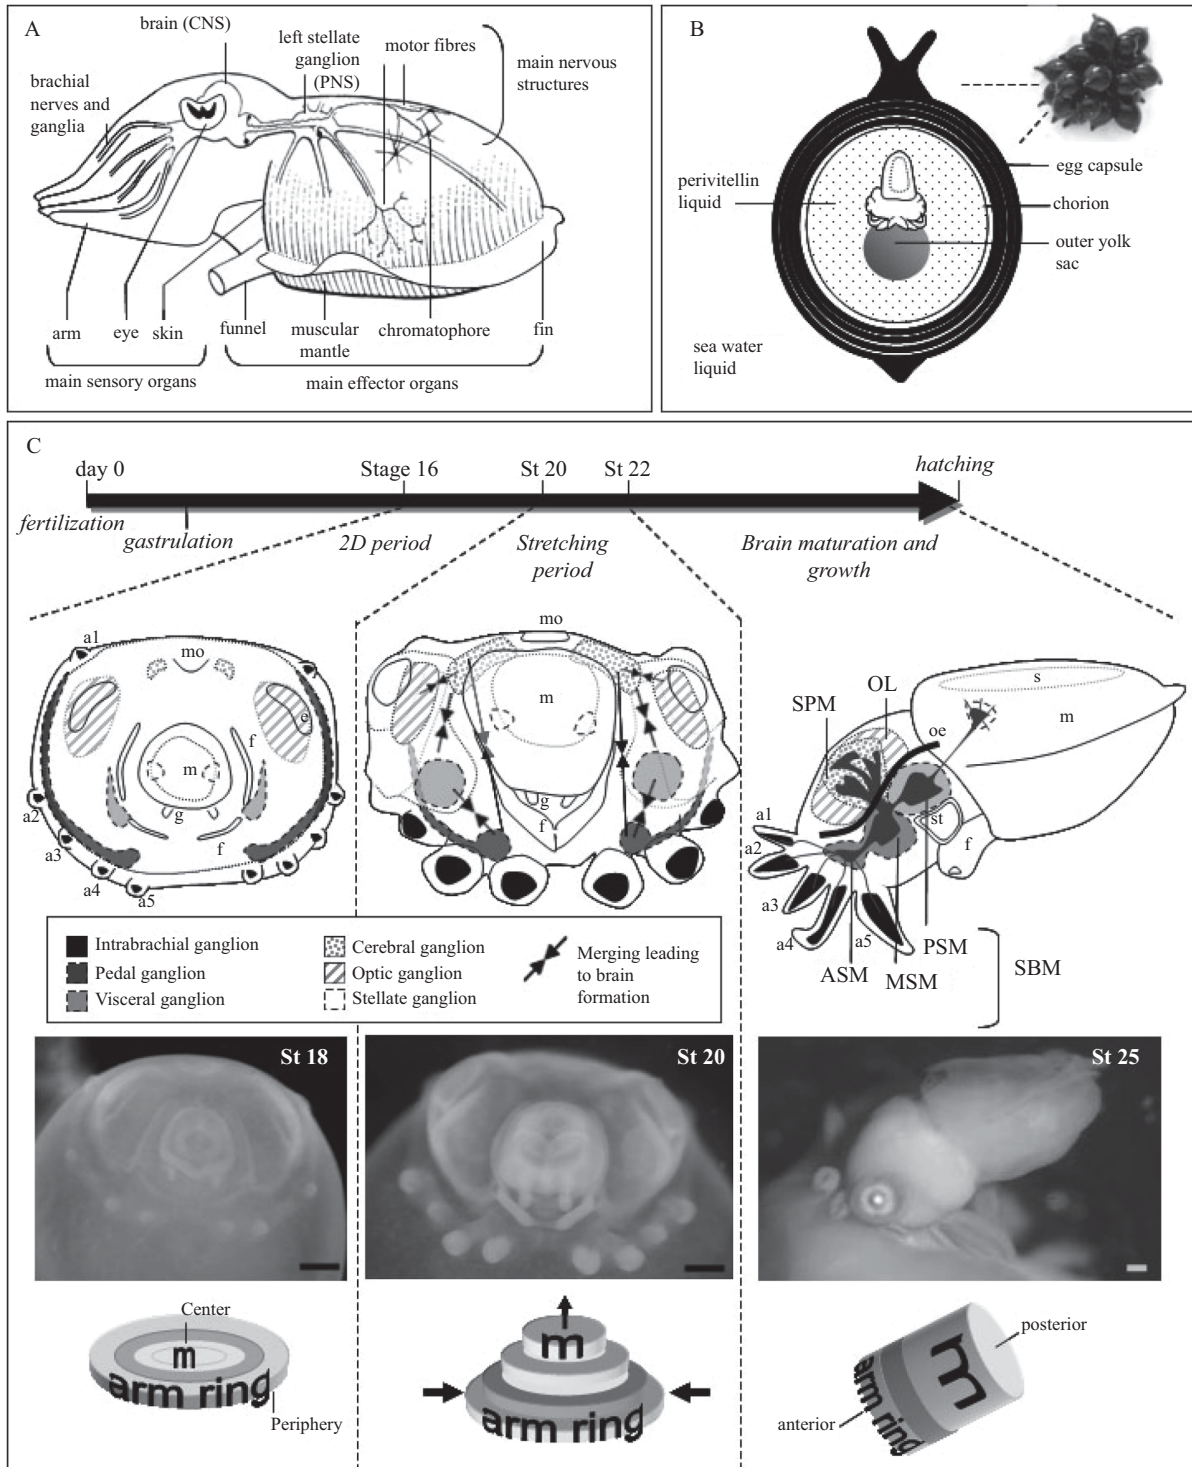 A
brain (CNS)
left stellate
ganglion
(PNS)
motor fibres
main nervous
structures
brachial
nerves and
ganglia
arm
eye
skin
funnel
muscular
mantle
chromatophore
fin
main sensory organs
main effector organs
B
perivitellin
liquid
egg capsule
chorion
outer yolk
sac
sea water
liquid
C
day 0
Stage 16
St 20
St 22
hatching
fertilization
gastrulation
2D period
Stretching
period
Brain maturation and
growth
a1
mo
e
f
m
g
a2
a3
f
a4
a5
mo
m
g
f
s
OL
SPM
oe
m
a1
st
a2
f
a3
a4
a5
PSM
ASM
MSM
SBM
Intrabrachial ganglion
Pedal ganglion
Visceral ganglion
Cerebral ganglion
Optic ganglion
Stellate ganglion
Merging leading
to brain
formation
St 18
St 20
St 25
Center
m
arm ring
Periphery
m
arm ring
m
arm ring
posterior
anterior